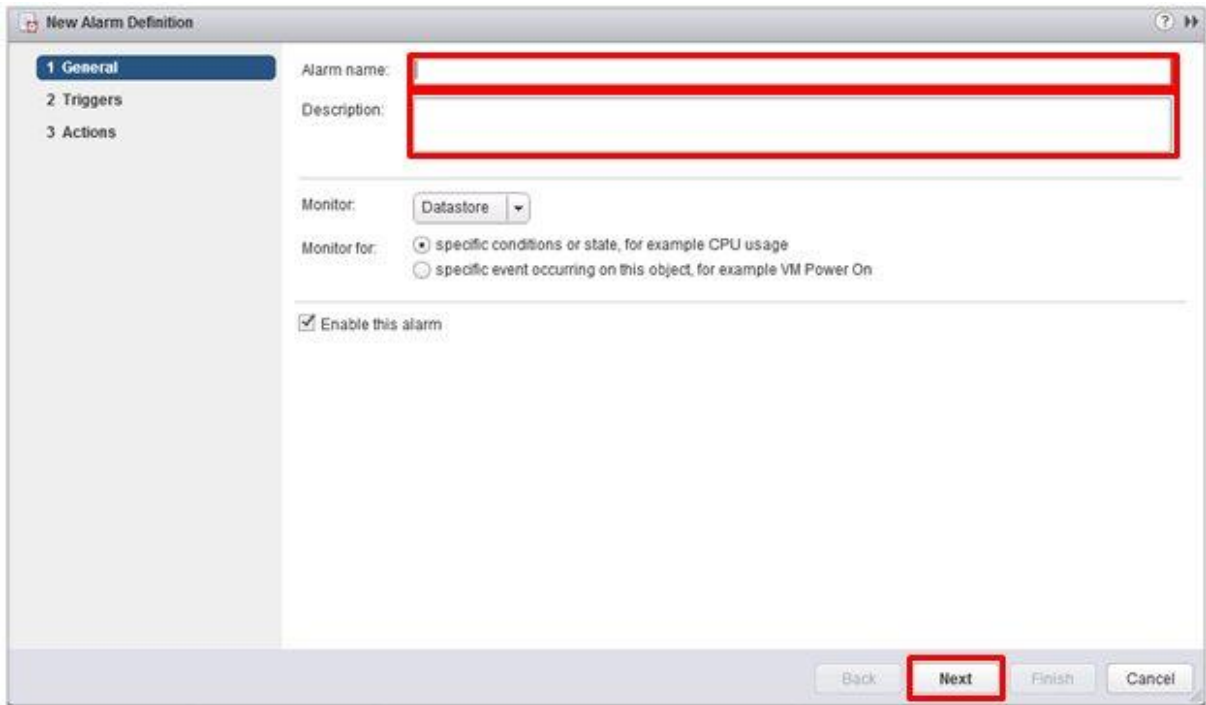 New Alarm Definition
?
1 General
2 Triggers
3 Actions
Alarm name:
Description:
Monitor: Datastore
Monitor for: specific conditions or state, for example CPU usage
specific event occurring on this object, for example VM Power On
Enable this alarm
Back Next Finish Cancel